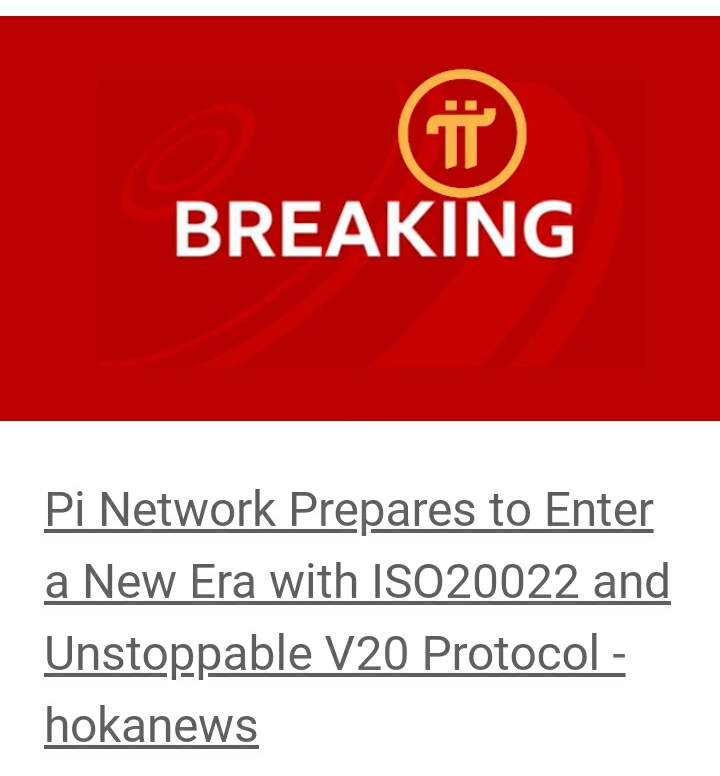 BREAKING
Pi Network Prepares to Enter
a New Era with ISO20022 and
Unstoppable V20 Protocol -
hokanews